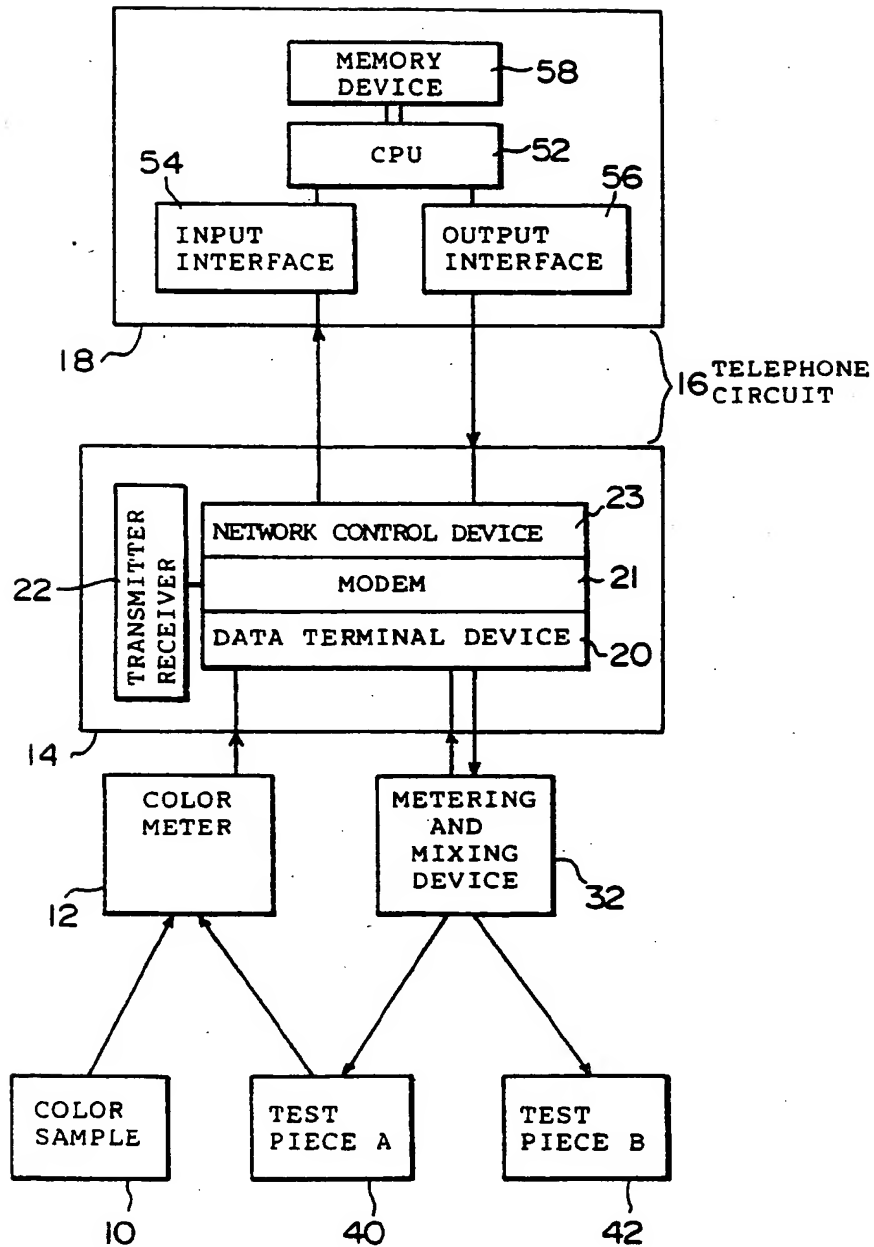 MEMORY
DEVICE
58
CPU
52
54
56
INPUT
INTERFACE
OUTPUT
INTERFACE
18
16 TELEPHONE
CIRCUIT
TRANSMITTER
RECEIVER
22
NETWORK CONTROL DEVICE
23
MODEM
21
DATA TERMINAL DEVICE
20
14
COLOR
METER
12
METERING
AND
MIXING
DEVICE
32
COLOR
SAMPLE
10
TEST
PIECE A
40
TEST
PIECE B
42